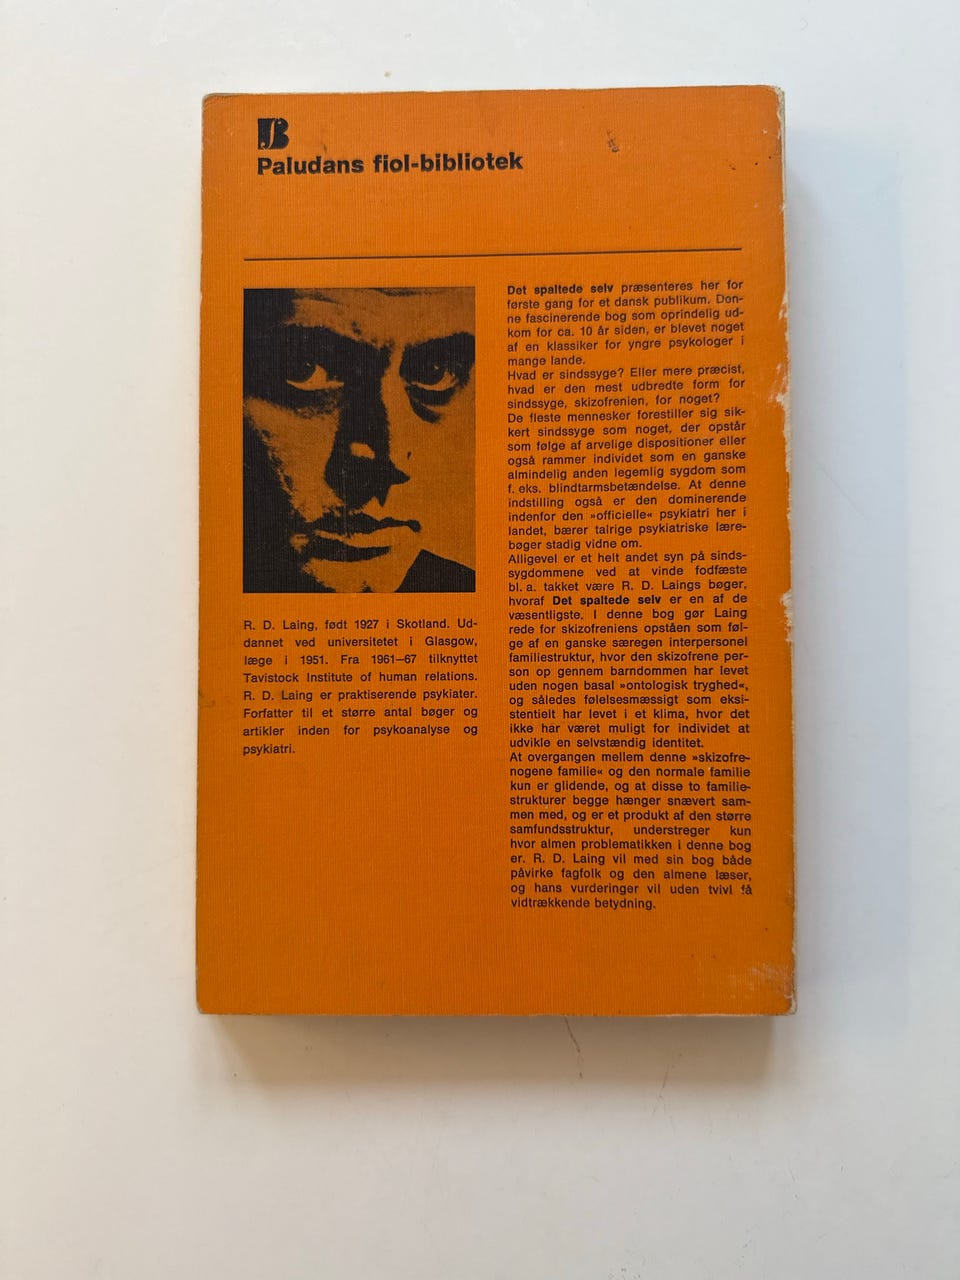 Paludans fiol-bibliotek
R. D. Laing, født 1927 i Skotland. Ud-
dannet ved universitetet i Glasgow,
læge i 1951. Fra 1961–67 tilknyttet
Tavistock Institute of human relations.
R. D. Laing er praktiserende psykiater.
Forfatter til et større antal bøger og
artikler inden for psykoanalyse og
psykiatri.
Det spaltede selv præsenteres her for
første gang for et dansk publikum. Den-
ne fascinerende bog som oprindelig ud-
kom for ca. 10 år siden, er blevet noget
af en klassiker for yngre psykologer i
mange lande.
Hvad er sindssyge? Eller mere præcist,
hvad er den mest udbredte form for
sindssyge, skizofrenien, for noget?
De fleste mennesker forestiller sig sik-
kert sindssyge som noget, der opstår
som følge af arvelige dispositioner eller
også rammer individet som en ganske
almindelig anden legemlig sygdom som
f. eks. blindtarmsbetændelse. At denne
indstilling også er den dominerende
indenfor den »officielle« psykiatri her i
landet, bærer talrige psykiatriske lære-
bøger stadig vidne om.
Alligevel er et helt andet syn på sinds-
sygdommene ved at vinde fodfæste
bl. a. takket være R. D. Laings bøger,
hvoraf Det spaltede selv er en af de
væsentligste. I denne bog gør Laing
rede for skizofreniens opståen som føl-
ge af en ganske særegen interpersonel
familiestruktur, hvor den skizofrene per-
son op gennem barndommen har levet
uden nogen basal »ontologisk tryghed«,
og således følelsesmæssigt som eksi-
stentielt har levet i et klima, hvor det
ikke har været muligt for individet at
udvikle en selvstændig identitet.
At overgangen mellem denne »skizofre-
nogene familie« og den normale familie
kun er glidende, og at disse to familie-
strukturer begge hænger snævert sam-
men med, og er et produkt af den større
samfundsstruktur, understreger kun
hvor almen problematikken i denne bog
er. R. D. Laing vil med sin bog både
påvirke fagfolk og den almene læser,
og hans vurderinger vil uden tvivl få
vidtrækkende betydning.